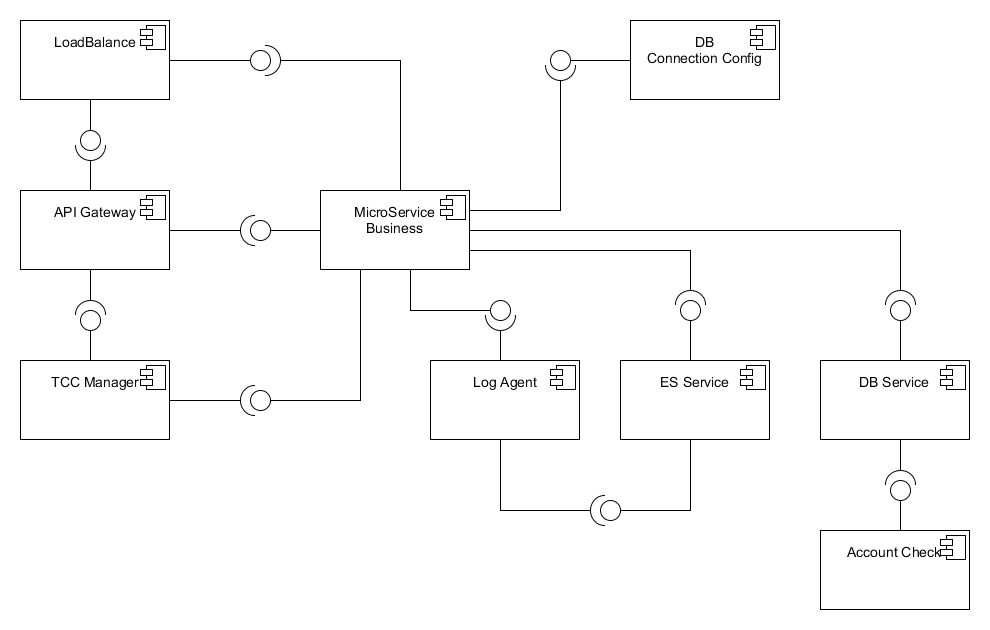 LoadBalance
DB
Connection Config
API Gateway
MicroService
Business
TCC Manager
Log Agent
ES Service
DB Service
Account Check